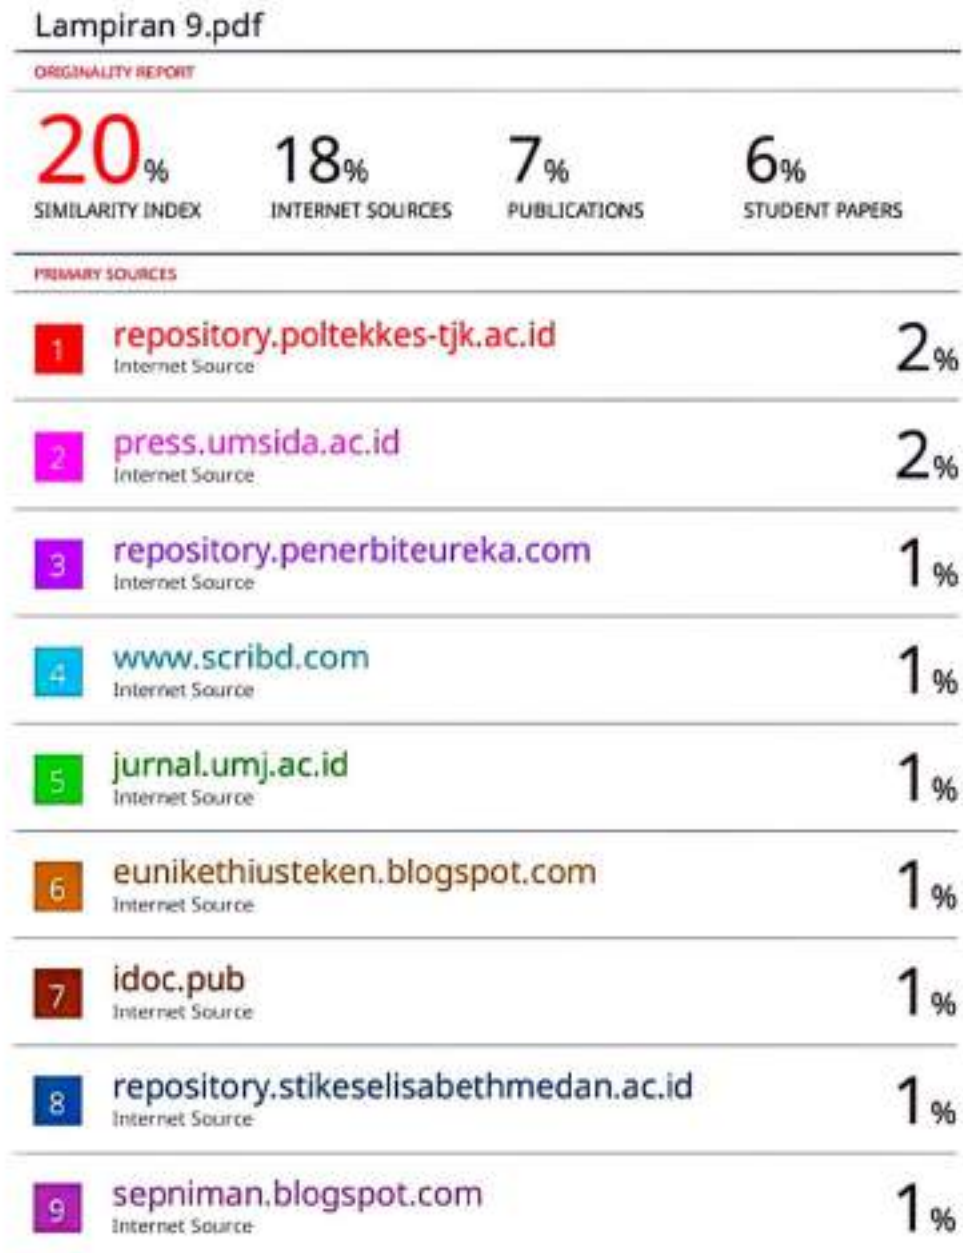 Lampiran 9.pdf
ORIGINALITY REPORT
20% 18% 7% 6%
SIMILARITY INDEX INTERNET SOURCES PUBLICATIONS STUDENT PAPERS
PRIMARY SOURCES
1 repository.poltekkes-tjk.ac.id 2%
Internet Source
2 press.umsida.ac.id 2%
Internet Source
3 repository.penerbiteureka.com 1%
Internet Source
4 www.scribd.com 1%
Internet Source
5 jurnal.umj.ac.id 1%
Internet Source
6 eunikethiusteken.blogspot.com 1%
Internet Source
7 idoc.pub 1%
Internet Source
8 repository.stikeselisabethmedan.ac.id 1%
Internet Source
9 sepniman.blogspot.com 1%
Internet Source